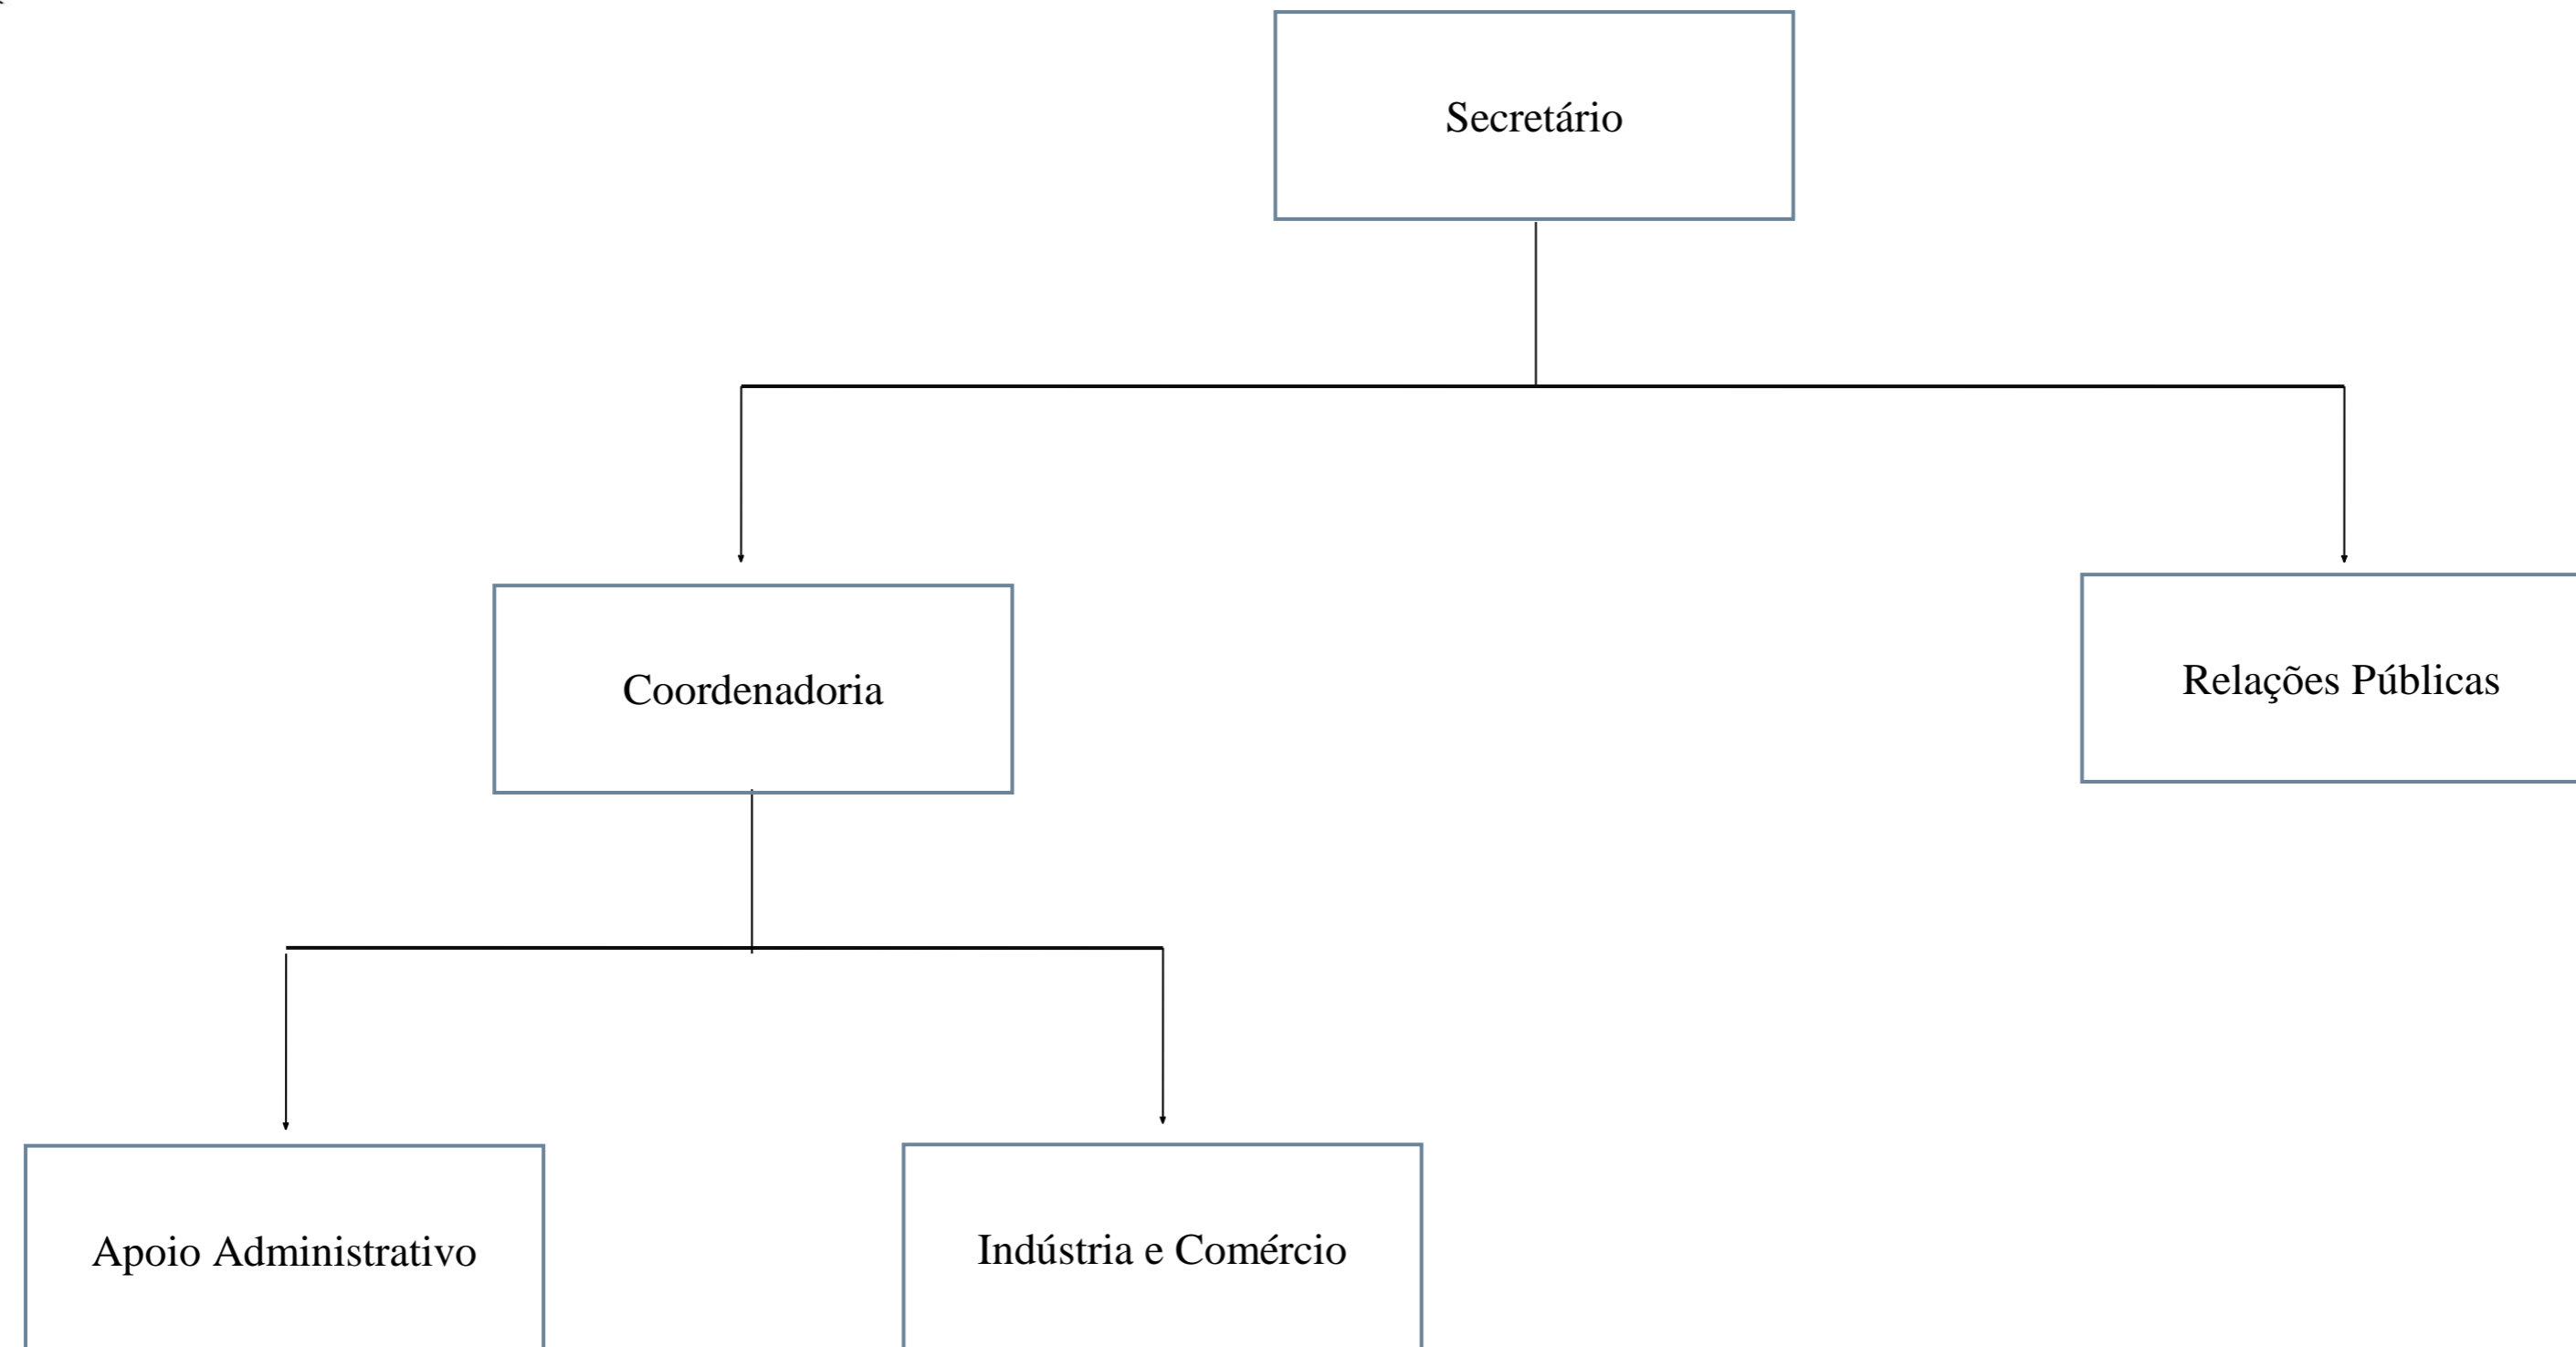 Secretário
Coordenadoria
Relações Públicas
Apoio Administrativo
Indústria e Comércio